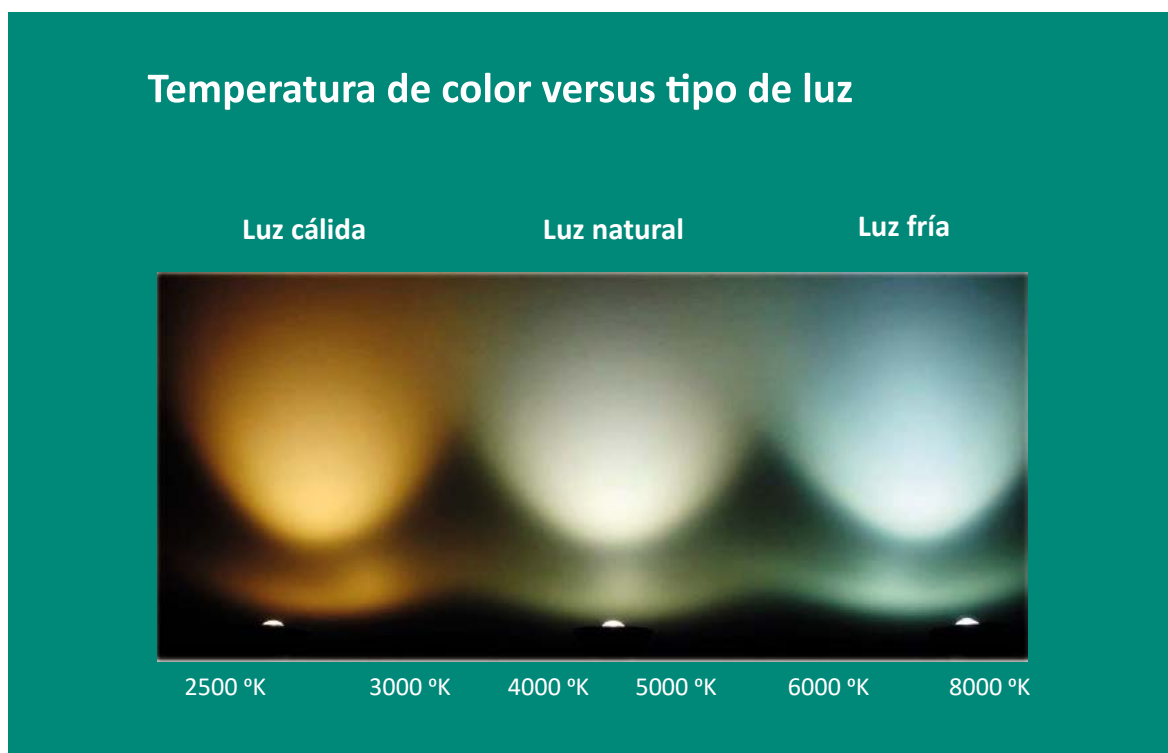 Temperatura de color versus tipo de luz
Luz cálida Luz natural Luz fría
2500 ºK 3000 ºK 4000 ºK 5000 ºK 6000 ºK 8000 ºK